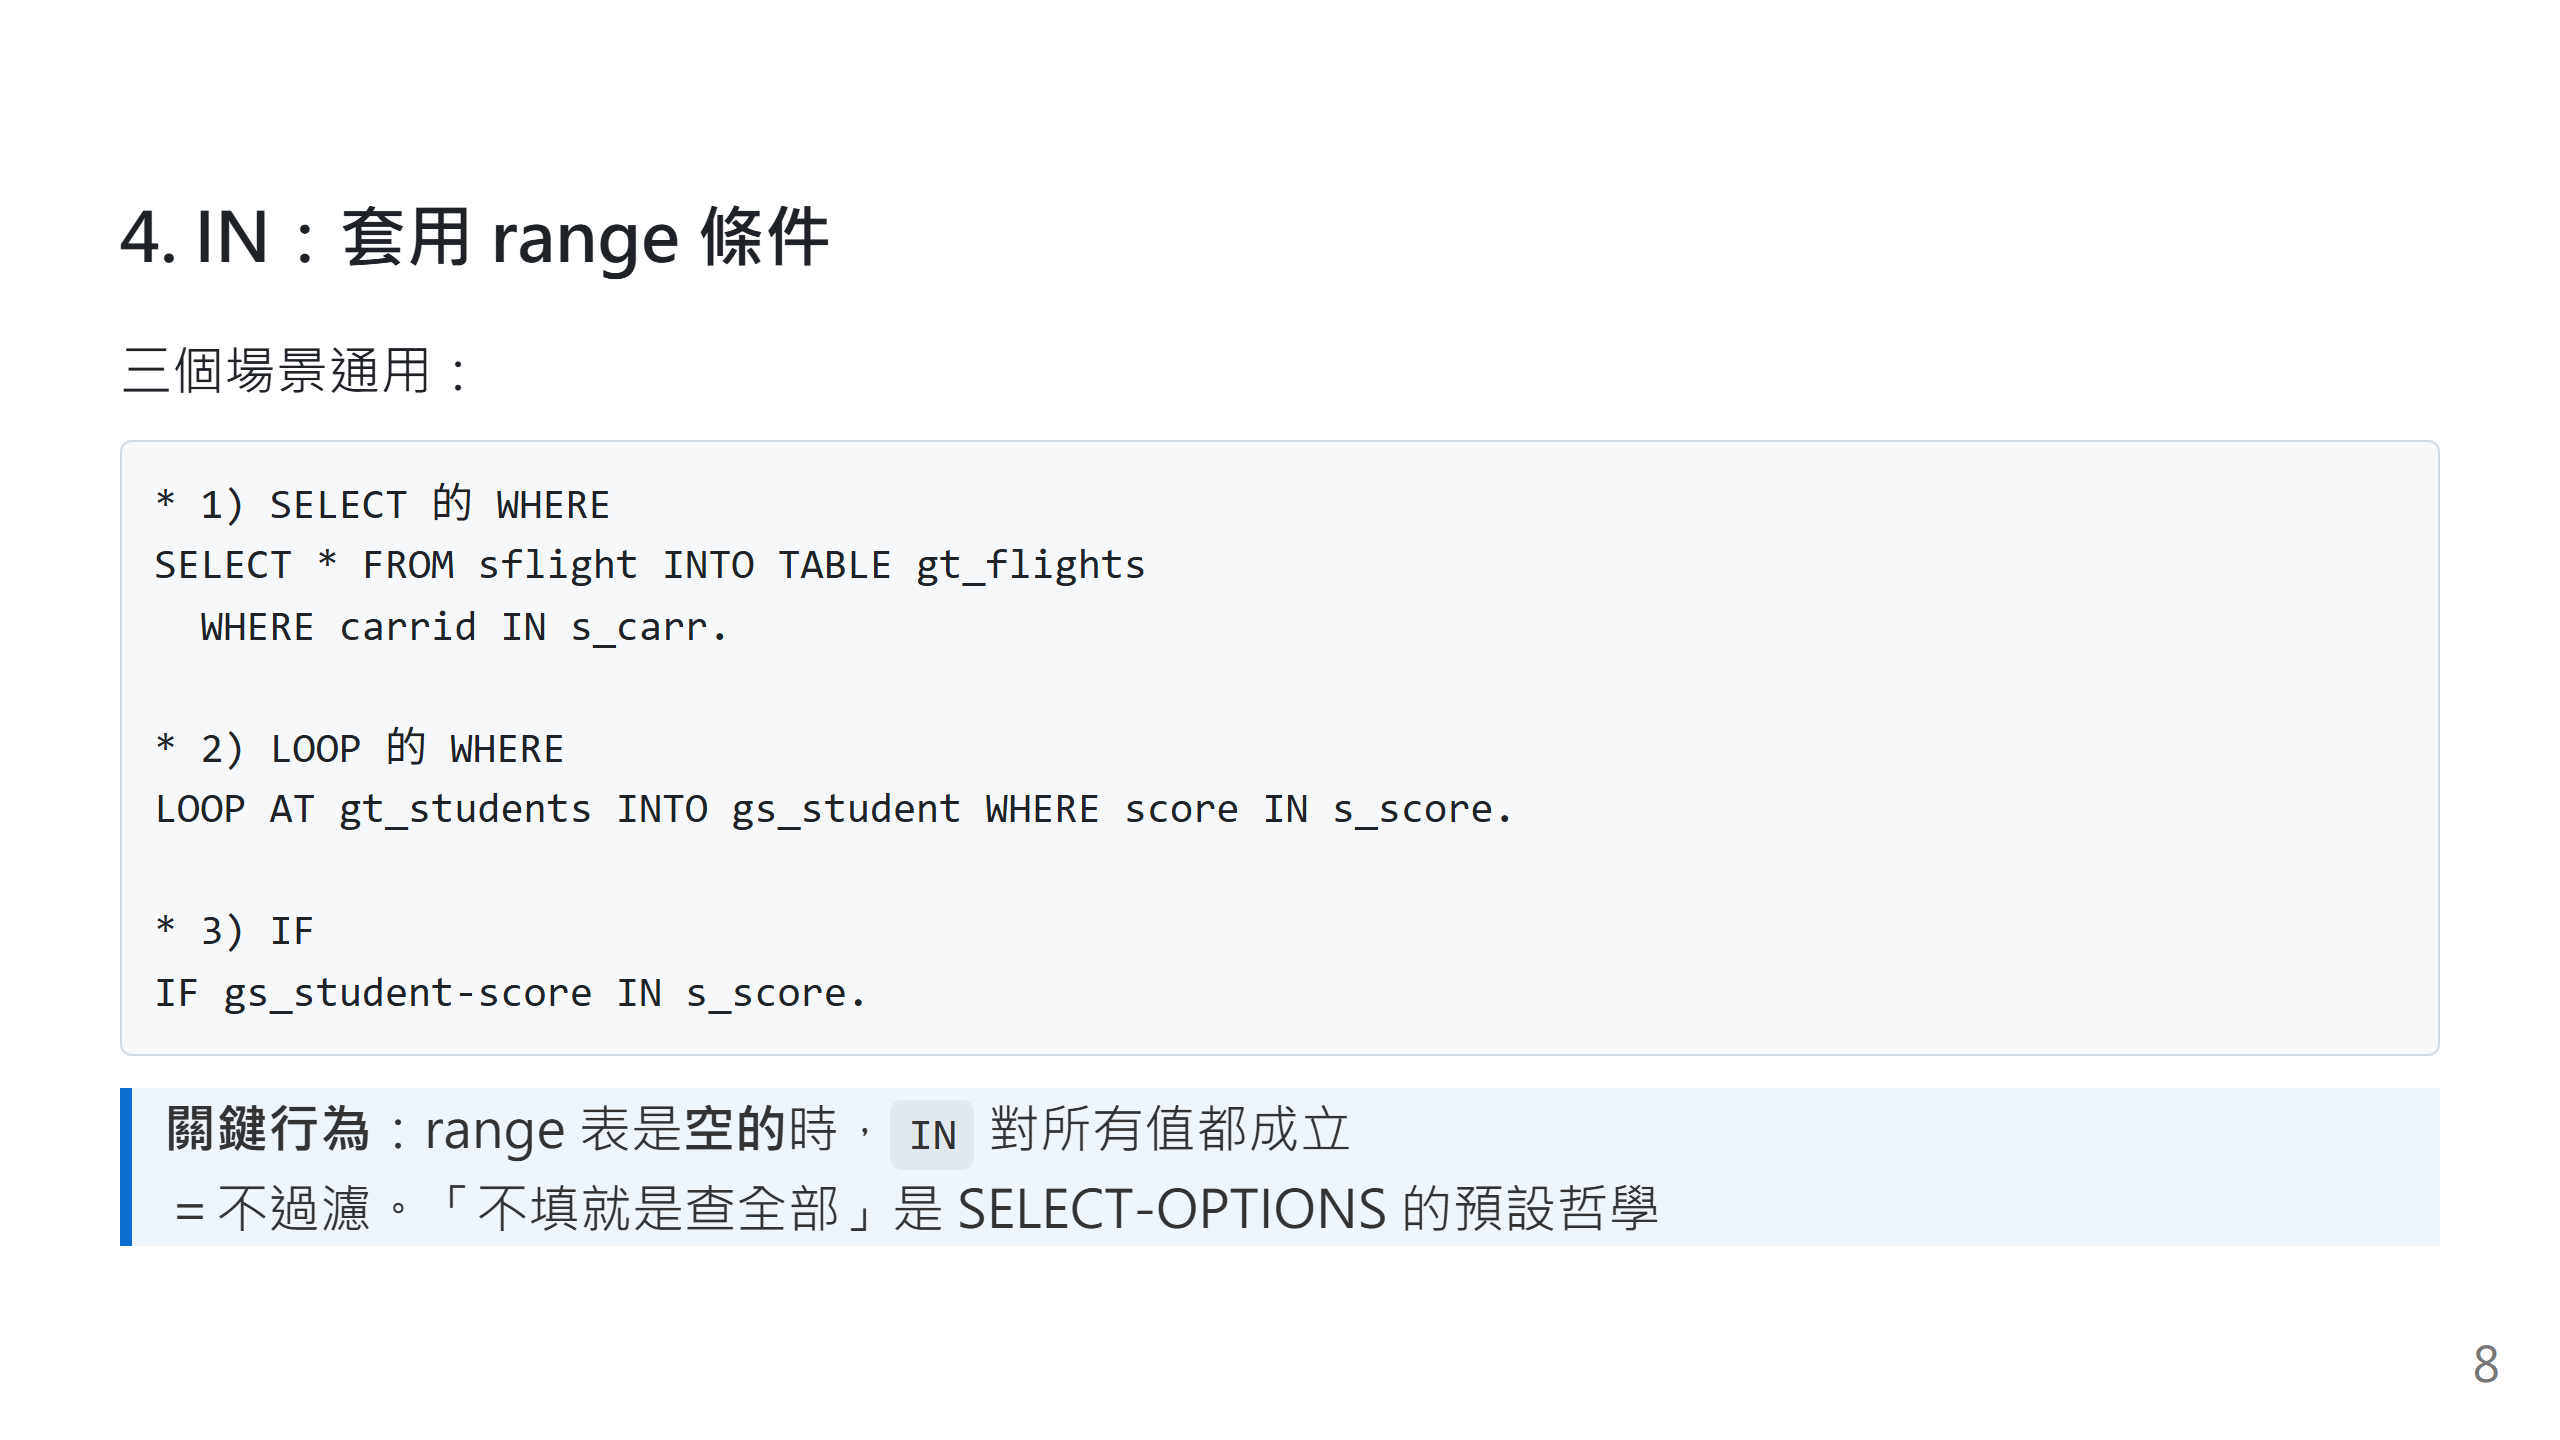 4. IN：套用 range 條件
三個場景通用：
* 1) SELECT 的 WHERE
SELECT * FROM sflight INTO TABLE gt_flights
  WHERE carrid IN s_carr.
* 2) LOOP 的 WHERE
LOOP AT gt_students INTO gs_student WHERE score IN s_score.
* 3) IF
IF gs_student-score IN s_score.
關鍵行為：range 表是空的時，IN 對所有值都成立
= 不過濾。「不填就是查全部」是 SELECT-OPTIONS 的預設哲學
8